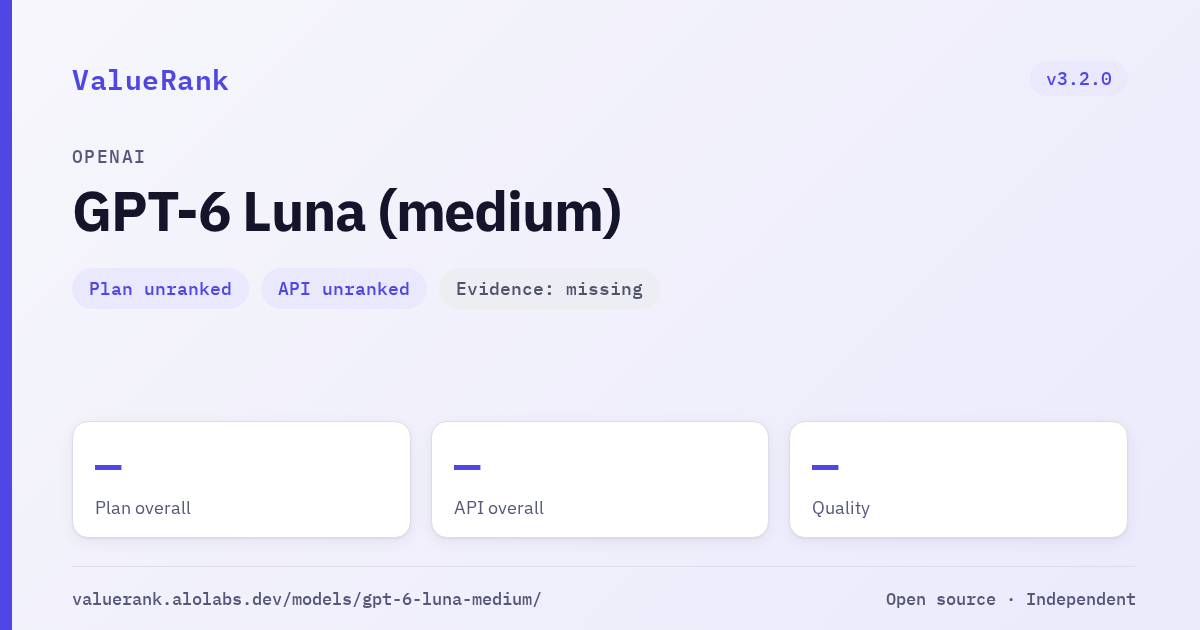 ValueRank
v3.2.0
OPENAI
GPT-6 Luna (medium)
Plan unranked
API unranked
Evidence: missing
—
—
—
Plan overall
API overall
Quality
valuerank.alolabs.dev/models/gpt-6-luna-medium/
Open source · Independent